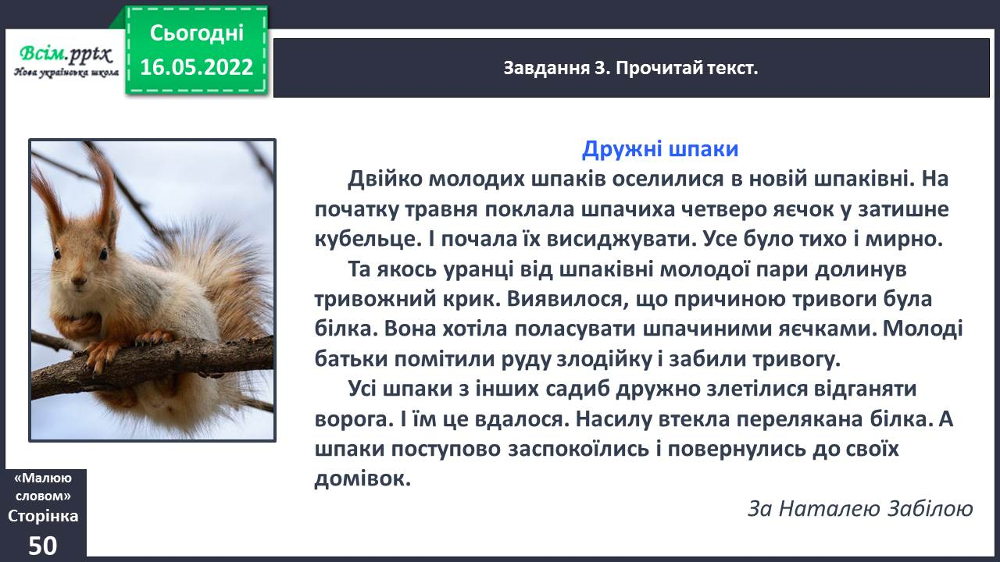 Всім.pptx
Нова українська школа
Сьогодні
16.05.2022
Завдання 3. Прочитай текст.
Дружні шпаки
Двійко молодих шпаків оселилися в новій шпаківні. На
початку травня поклала шпачиха четверо яєчок у затишне
кубельце. І почала їх висиджувати. Усе було тихо і мирно.
Та якось уранці від шпаківні молодої пари долинув
тривожний крик. Виявилося, що причиною тривоги була
білка. Вона хотіла поласувати шпачиними яєчками. Молоді
батьки помітили руду злодійку і забили тривогу.
Усі шпаки з інших садиб дружно злетілися відганяти
ворога. І їм це вдалося. Насилу втекла перелякана білка. А
шпаки поступово заспокоїлись і повернулись до своїх
домівок.
За Наталею Забілою
«Малюю
словом»
Сторінка
50